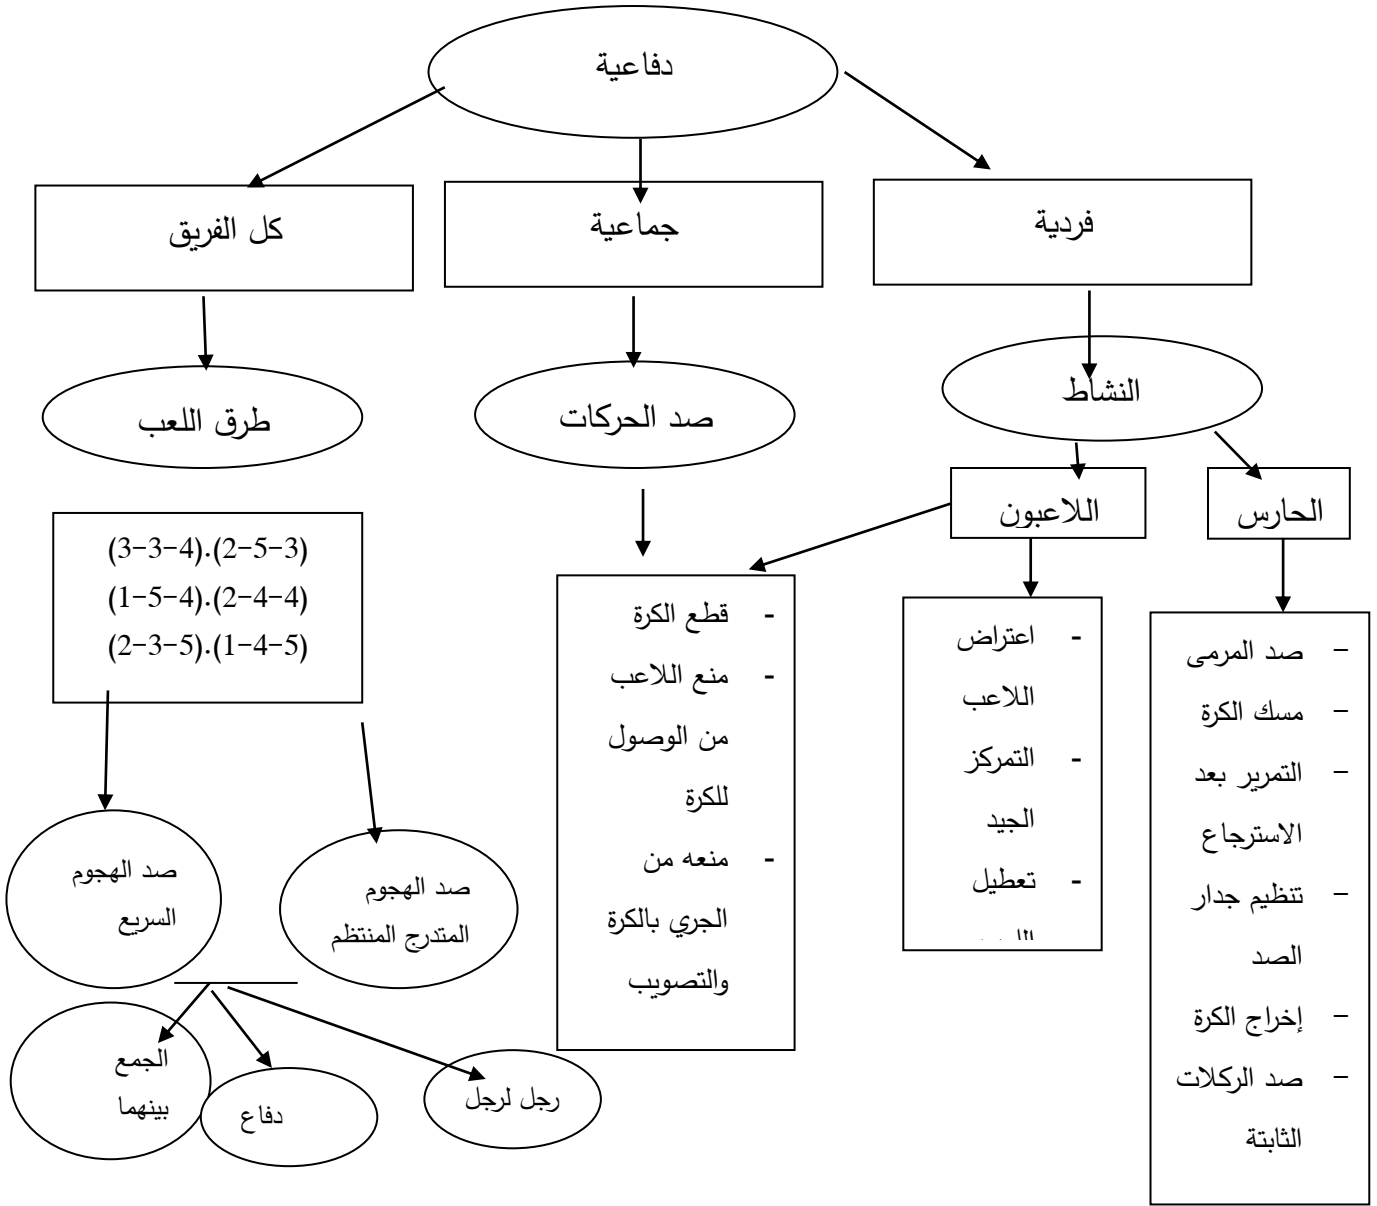 دفاعية
فردية
جماعية
كل الفريق
النشاط
صد الحركات
طرق اللعب
الحارس
اللاعبون
- صد المرمى
- مسك الكرة
- التمرير بعد
الاسترجاع
- تنظيم جدار
الصد
- إخراج الكرة
- صد الركلات
الثابتة
- اعتراض
اللاعب
- التمركز
الجيد
- تعطيل
- قطع الكرة
- منع اللاعب
من الوصول
للكرة
- منعه من
الجري بالكرة
والتصويب
(3-5-2).(4-3-3)
(4-4-2).(4-5-1)
(5-4-1).(5-3-2)
صد الهجوم
المتدرج المنتظم
صد الهجوم
السريع
رجل لرجل
دفاع
الجمع
بينهما